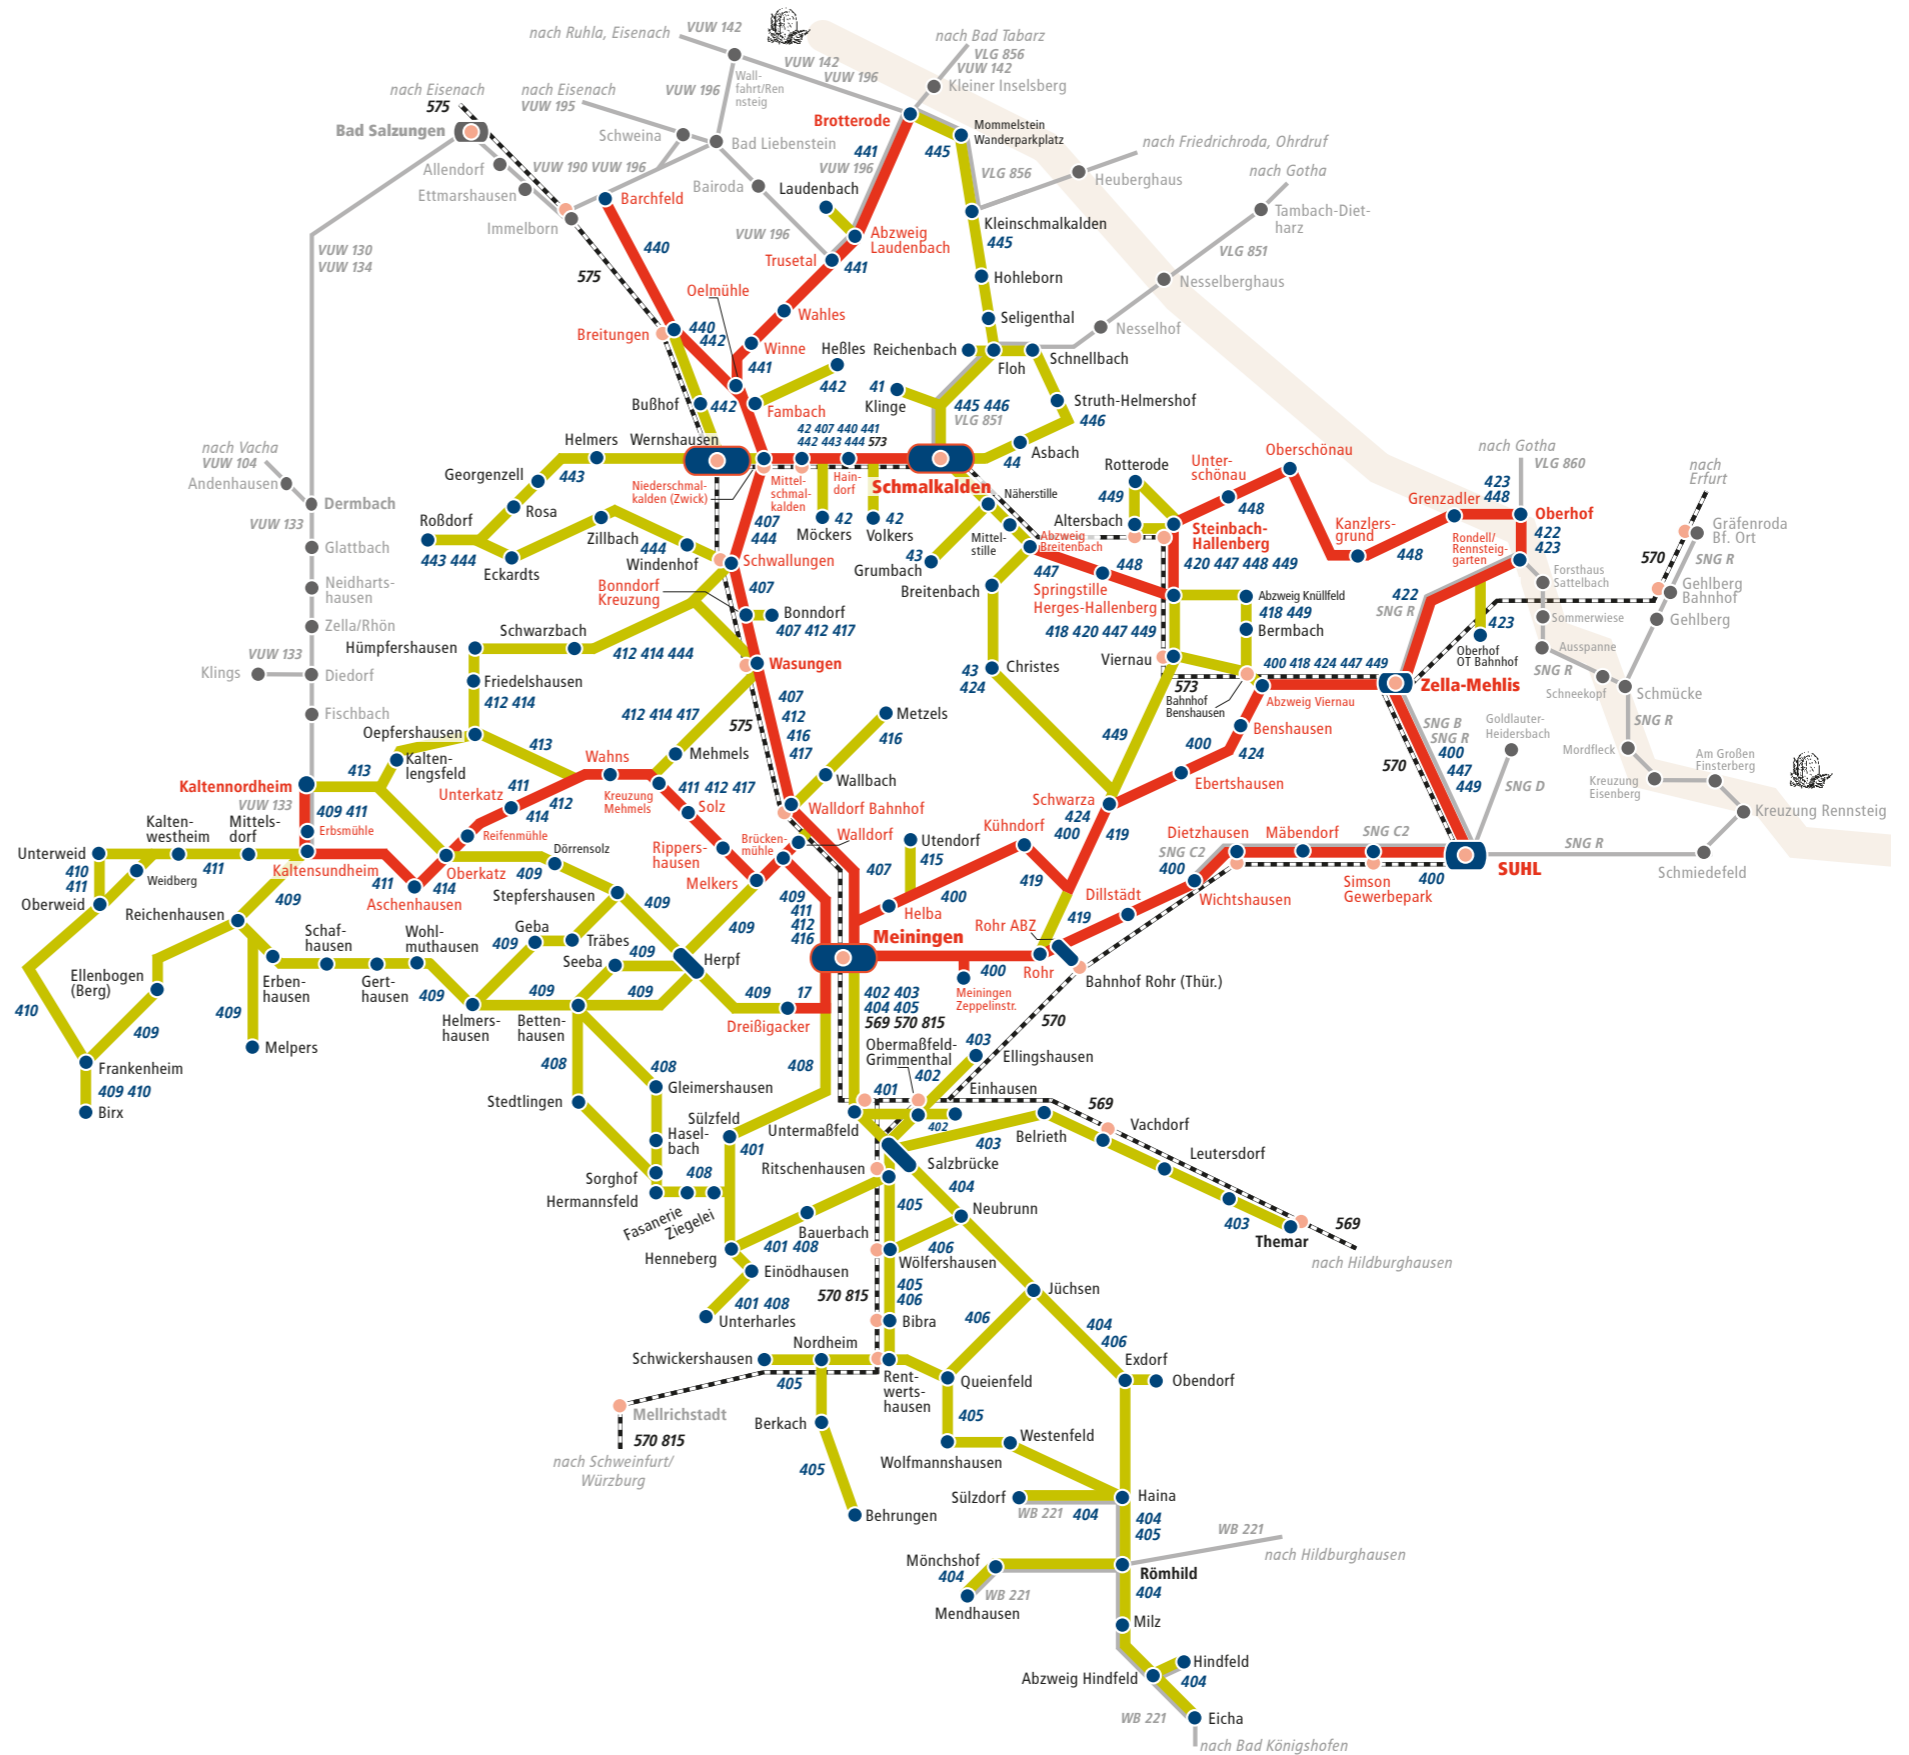 nach Ruhla, Eisenach
VUW 142
nach Bad Tabarz
VLG 856
VUW 142
VUW 142
VUW 196
Kleiner Inselsberg
nach Eisenach
575
nach Eisenach
VUW 195
VUW 196
Wall-
fahrt/Ren
nsteig
Bad Salzungen
Schweina
Bad Liebenstein
Brotterode
441
VUW 196
445
Mommelstein
Wanderparkplatz
nach Friedrichroda, Ohrdruf
VLG 856
Heuberghaus
nach Gotha
Allendorf
VUW 190 VUW 196
Ettmarshausen
Bairoda
Laudenbach
Barchfeld
Immelborn
Tambach-Diet-
harz
Kleinschmalkalden
445
Abzweig
Laudenbach
VUW 196
VUW 130
VUW 134
440
575
Trusetal
441
VLG 851
Hohleborn
Nesselberghaus
Oelmühle
Wahles
Seligenthal
Nesselhof
Breitungen
440
442
Winne
441
Heßles
442
Reichenbach
Floh
Schnellbach
Bußhof
442
Fambach
41
Klinge
445 446
VLG 851
Struth-Helmershof
446
Helmers
Wernshausen
42 407 440 441
442 443 444 573
44
Asbach
nach Vacha
VUW 104
Andenhausen
Georgenzell
443
Rosa
Niederschmal-
kalden (Zwick)
Mittel-
schmal-
kalden
Hain-
dorf
Schmalkalden
Näherstille
Rotterode
449
Unter-
schönau
448
Oberschönau
nach Gotha
VLG 860
423
448
Grenzadler
Oberhof
nach
Erfurt
Dermbach
VUW 133
Roßdorf
443 444
Eckardts
Zillbach
444
Windenhof
407
444
42
Möckers
42
Volkers
Mittel-
stille
Altersbach
Abzweig
Breitenbach
Steinbach-
Hallenberg
Kanzlers-
grund
448
Rondell/
Rennsteig-
garten
422
423
Gräfenroda
Bf. Ort
570
SNG R
Glattbach
Schwallungen
43
Grumbach
447
448
420 447 448 449
Forsthaus
Sattelbach
Neidharts-
hausen
Bonndorf
Kreuzung
407
Breitenbach
Springstille
Herges-Hallenberg
Abzweig Knüllfeld
418 449
422
SNG R
Gehlberg
Bahnhof
Zella/Rhön
Bonndorf
407 412 417
418 420 447 449
Bermbach
423
Sommerwiese
Gehlberg
Schwarzbach
Hümpfershausen
412 414 444
Wasungen
Christes
43
424
Viernau
573
Bahnhof
Benshausen
400 418 424 447 449
Oberhof
OT Bahnhof
Ausspanne
SNG R
VUW 133
Klings
Diedorf
Friedelshausen
412 414
407
412
416
417
Abzweig Viernau
Zella-Mehlis
Schneekopf
Schmücke
Fischbach
412 414 417
575
Metzels
416
Benshausen
400
424
SNG B
SNG R
400
447
449
Goldlauter-
Heidersbach
SNG R
Oepfershausen
413
Mehmels
449
570
SNG D
Mordfleck
Am Großen
Finsterberg
Kalten-
lengsfeld
413
Wahns
Wallbach
Ebertshausen
Kreuzung
Eisenberg
Kaltennordheim
VUW 133
409 411
Unterkatz
411
412
414
Kreuzung
Mehmels
411 412 417
Solz
Walldorf Bahnhof
Schwarza
424
400
419
Kreuzung Rennsteig
Kalten-
westheim
Mittels-
dorf
Erbsmühle
Reifenmühle
Brücken-
mühle
Walldorf
Utendorf
415
Kühndorf
Dietzhausen
SNG C2
400
Mäbendorf
SNG C2
SNG R
Unterweid
410
411
Weidberg
411
Kaltensundheim
411
Oberkatz
414
Dörrensolz
409
Rippers-
hausen
407
400
419
SUHL
Schmiedefeld
Oberweid
409
Aschenhausen
Stepfershausen
Melkers
409
411
412
416
Helba
Dillstädt
Wichtshausen
Simson
Gewerbepark
400
Reichenhausen
Schaf-
hausen
Wohl-
muthausen
Geba
409
Träbes
409
409
Meiningen
Rohr ABZ
419
Ellenbogen
(Berg)
Erben-
hausen
Gert-
hausen
409
Seeba
409
Herpf
400
Rohr
Bahnhof Rohr (Thür.)
410
409
409
Helmers-
hausen
409
Betten-
hausen
409
409
17
Dreißigacker
402 403
404 405
569 570 815
Meiningen
Zeppelinstr.
570
Melpers
Frankenheim
408
408
408
Obermaßfeld-
Grimmenthal
403
Ellingshausen
409 410
Birx
Gleimershausen
402
401
Einhausen
569
Stedtlingen
Sülzfeld
401
Untermaßfeld
402
403
Belrieth
Vachdorf
Hasel-
bach
Leutersdorf
Sorghof
408
Ritschenhausen
Salzbrücke
404
Hermannsfeld
Fasanerie
Ziegelei
Bauerbach
405
Neubrunn
403
Themar
569
nach Hildburghausen
Henneberg
401 408
406
Wölfershausen
Einödhausen
405
406
Jüchsen
401 408
Unterharles
570 815
Bibra
406
404
406
Schwickershausen
Nordheim
405
Rent-
werts-
hausen
Queienfeld
Exdorf
Obendorf
Mellrichstadt
570 815
nach Schweinfurt/
Würzburg
Berkach
405
405
Westenfeld
Wolfmannshausen
Behrungen
Sülzdorf
WB 221
404
Haina
404
405
WB 221
nach Hildburghausen
Mönchshof
404
WB 221
Mendhausen
Römhild
404
Milz
Abzweig Hindfeld
Hindfeld
404
WB 221
Eicha
nach Bad Königshofen